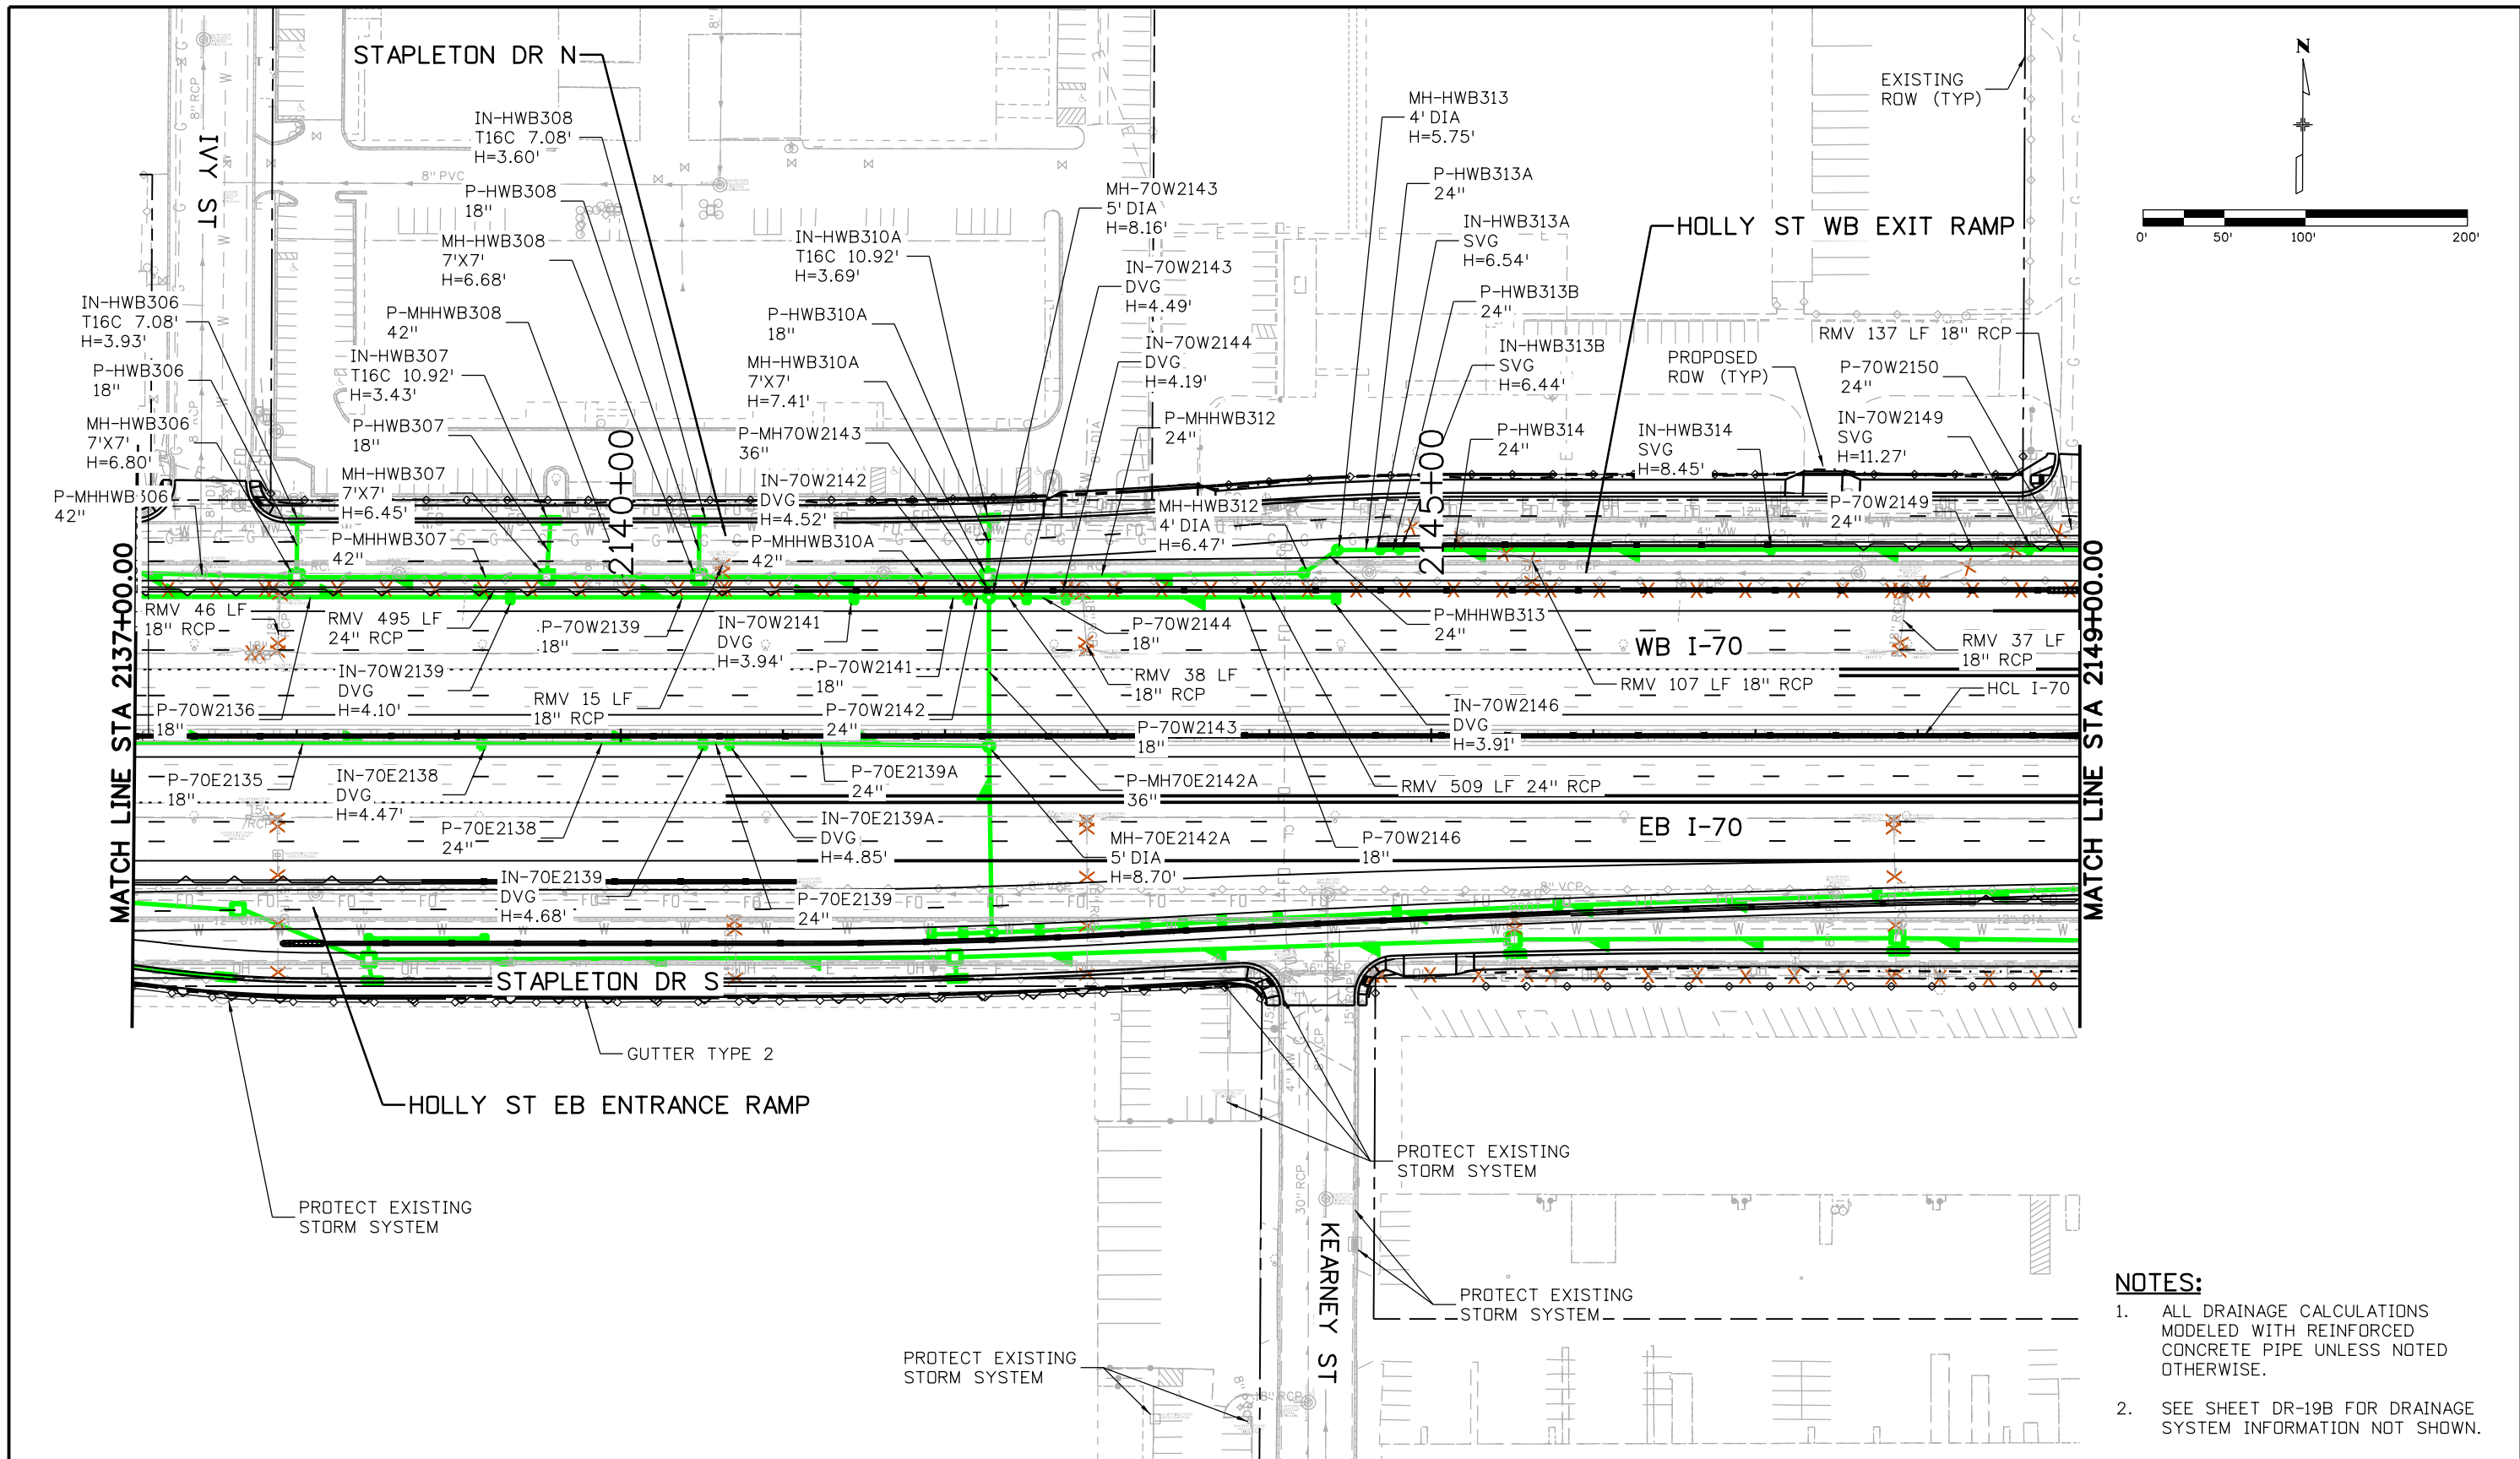 STAPLETON DR N
IN-HWB308
T16C 7.08'
H=3.60'
P-HWB308
18"
MH-HWB308
7'X7'
H=6.68'
P-MHHWB308
42"
IN-HWB307
T16C 10.92'
H=3.43'
P-HWB307
18"
MH-HWB307
7'X7'
H=6.45'
P-MHHWB307
42"
IVY ST
8" RCP
8" PVC
IN-HWB306
T16C 7.08'
H=3.93'
P-HWB306
18"
MH-HWB306
7'X7'
H=6.80'
P-MHHWB306
42"
IN-HWB310A
T16C 10.92'
H=3.69'
P-HWB310A
18"
MH-HWB310A
7'X7'
H=7.41'
P-MH70W2143
36"
IN-70W2142
DVG
H=4.52'
P-MHHWB310A
42"
MH-70W2143
5' DIA
H=8.16'
IN-70W2143
DVG
H=4.49'
IN-70W2144
DVG
H=4.19'
P-MHHWB312
24"
MH-HWB312
4' DIA
H=6.47'
MH-HWB313
4' DIA
H=5.75'
P-HWB313A
24"
IN-HWB313A
SVG
H=6.54'
P-HWB313B
24"
IN-HWB313B
SVG
H=6.44'
P-HWB314
24"
HOLLY ST WB EXIT RAMP
EXISTING
ROW (TYP)
N
0' 50' 100' 200'
RMV 137 LF 18" RCP
PROPOSED
ROW (TYP)
P-70W2150
24"
IN-70W2149
SVG
H=11.27'
IN-HWB314
SVG
H=8.45'
P-70W2149
24"
2140+00
2145+00
MATCH LINE STA 2137+00.00
MATCH LINE STA 2149+00.00
RMV 46 LF
18" RCP
RMV 495 LF
24" RCP
P-70W2139
18"
IN-70W2141
DVG
H=3.94'
P-70W2141
18"
P-70W2142
24"
P-70W2144
18"
RMV 38 LF
18" RCP
P-70W2143
18"
P-MHHWB313
24"
WB I-70
RMV 107 LF 18" RCP
RMV 37 LF
18" RCP
HCL I-70
IN-70W2146
DVG
H=3.91'
IN-70W2139
DVG
H=4.10'
RMV 15 LF
18" RCP
P-70W2136
18"
P-70E2135
18"
IN-70E2138
DVG
H=4.47'
P-70E2138
24"
P-70E2139A
24"
IN-70E2139A
DVG
H=4.85'
P-MH70E2142A
36"
RMV 509 LF 24" RCP
MH-70E2142A
5' DIA
H=8.70'
P-70W2146
18"
EB I-70
IN-70E2139
DVG
H=4.68'
P-70E2139
24"
8" VCP
STAPLETON DR S
GUTTER TYPE 2
HOLLY ST EB ENTRANCE RAMP
PROTECT EXISTING
STORM SYSTEM
PROTECT EXISTING
STORM SYSTEM
30" RCP
KEARNEY ST
PROTECT EXISTING
STORM SYSTEM
PROTECT EXISTING
STORM SYSTEM
NOTES:
1. ALL DRAINAGE CALCULATIONS
MODELED WITH REINFORCED
CONCRETE PIPE UNLESS NOTED
OTHERWISE.
2. SEE SHEET DR-19B FOR DRAINAGE
SYSTEM INFORMATION NOT SHOWN.